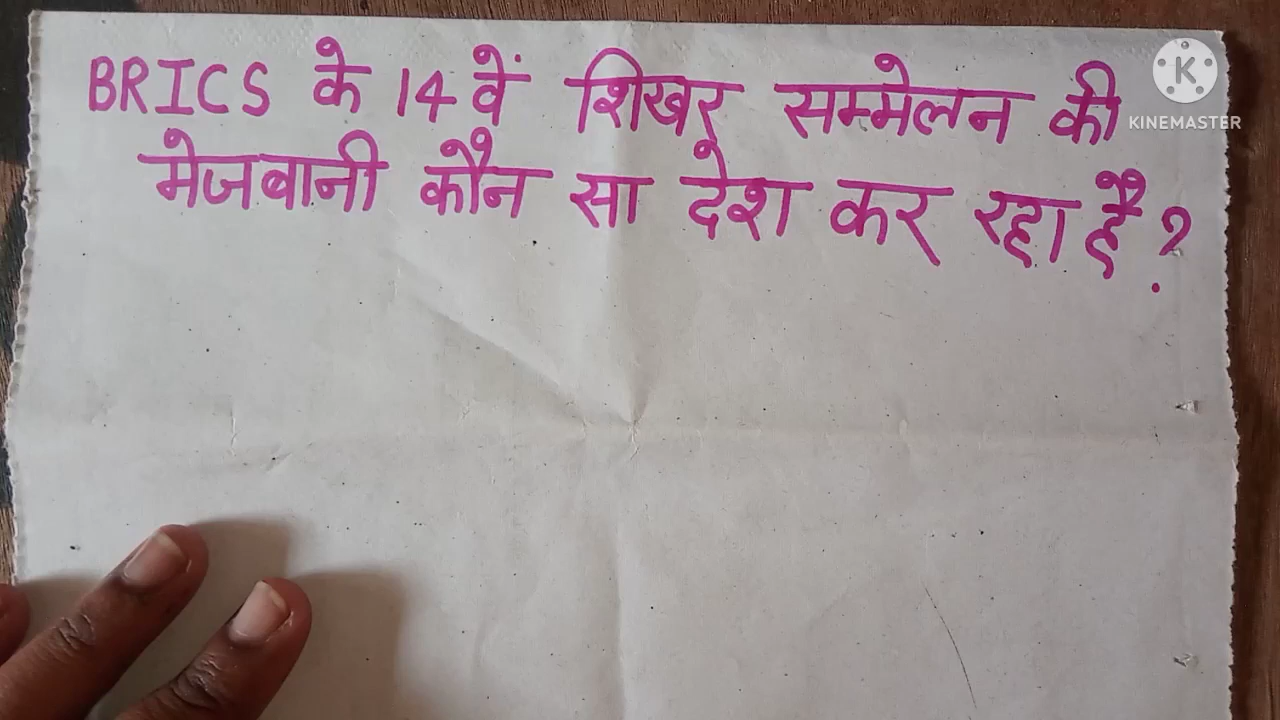 BRICS के 14 वें शिखर सम्मेलन की
मेजबानी कौन सा देश कर रहा है ?
K
KINEMASTER